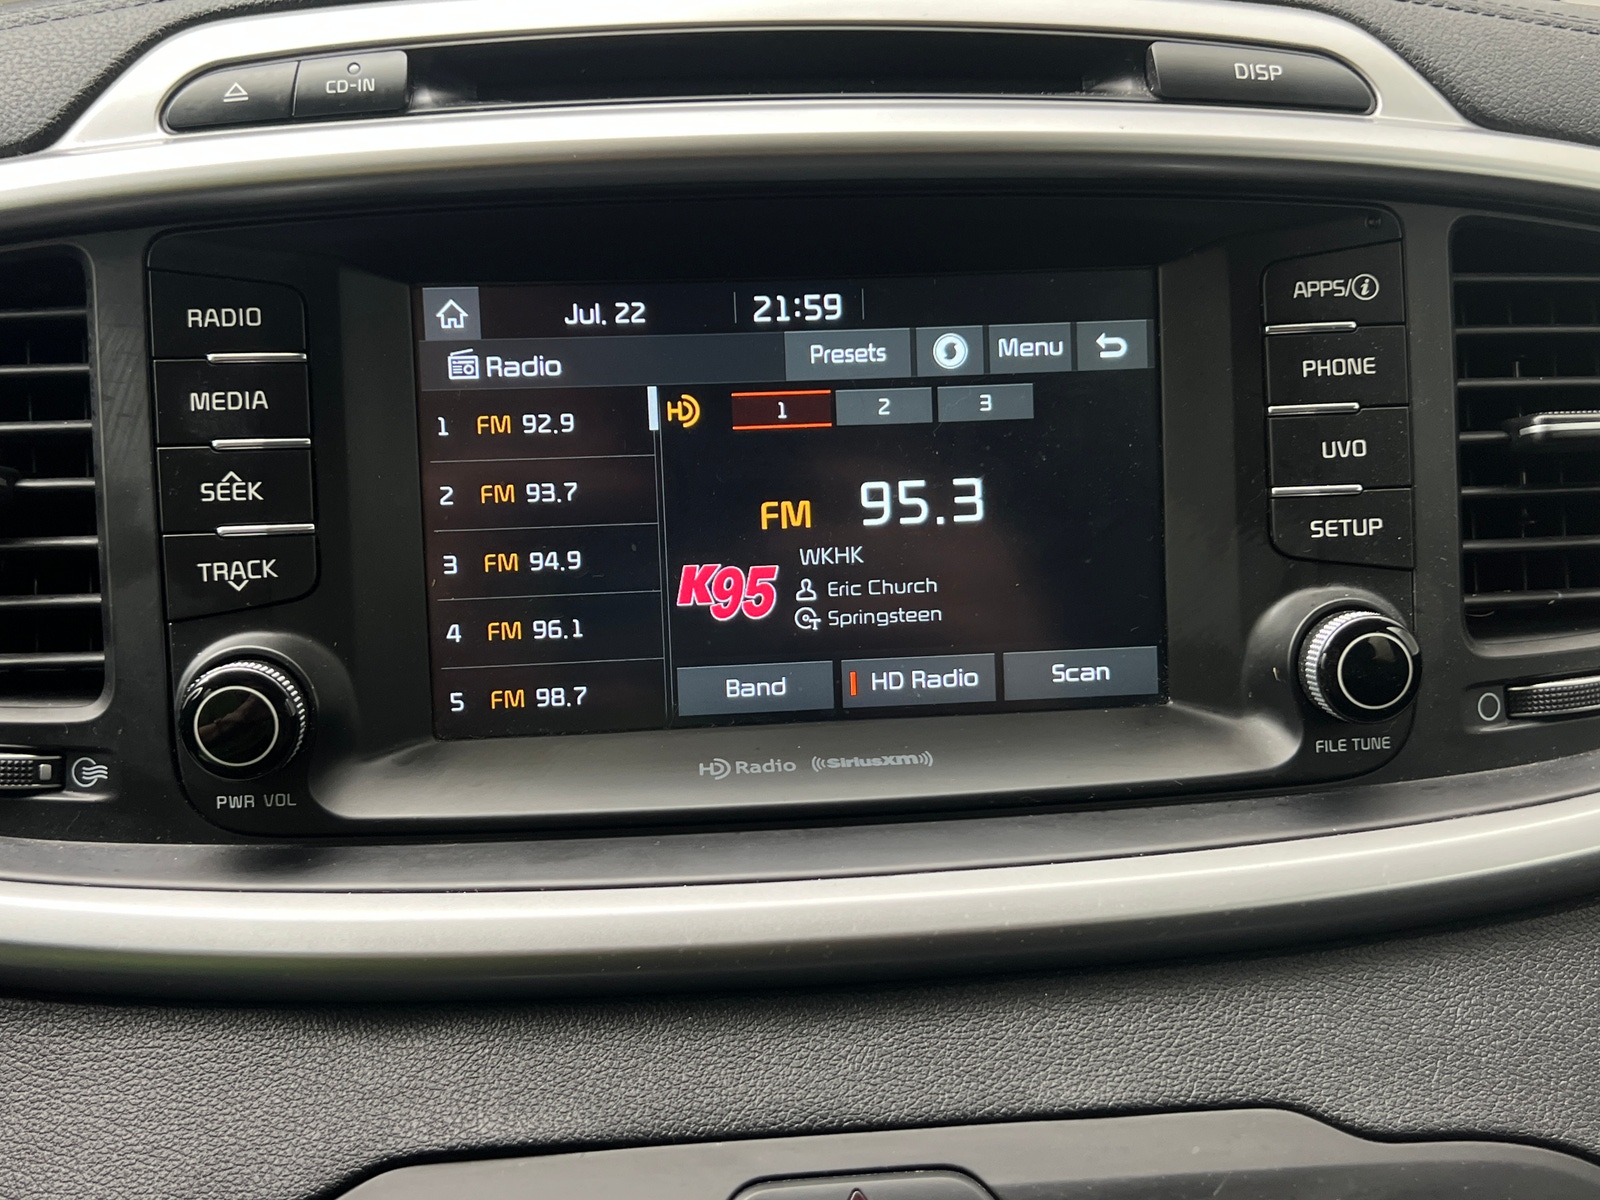 CD-IN
DISP
RADIO
MEDIA
SEEK
TRACK
PWR VOL
Jul. 22 21:59
Radio
Presets
Menu
1 FM 92.9
2 FM 93.7
3 FM 94.9
4 FM 96.1
5 FM 98.7
HD 1 2 3
FM 95.3
WKHK
K95
Eric Church
Springsteen
Band
HD Radio
Scan
HD Radio ((SiriusXM))
APPS/i
PHONE
UVO
SETUP
FILE TUNE